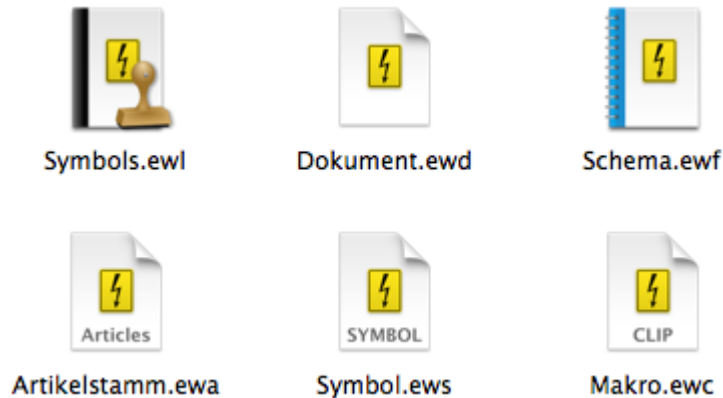 Symbols.ewl
Dokument.ewd
Schema.ewf
Articles
SYMBOL
CLIP
Artikelstamm.ewa
Symbol.ews
Makro.ewc